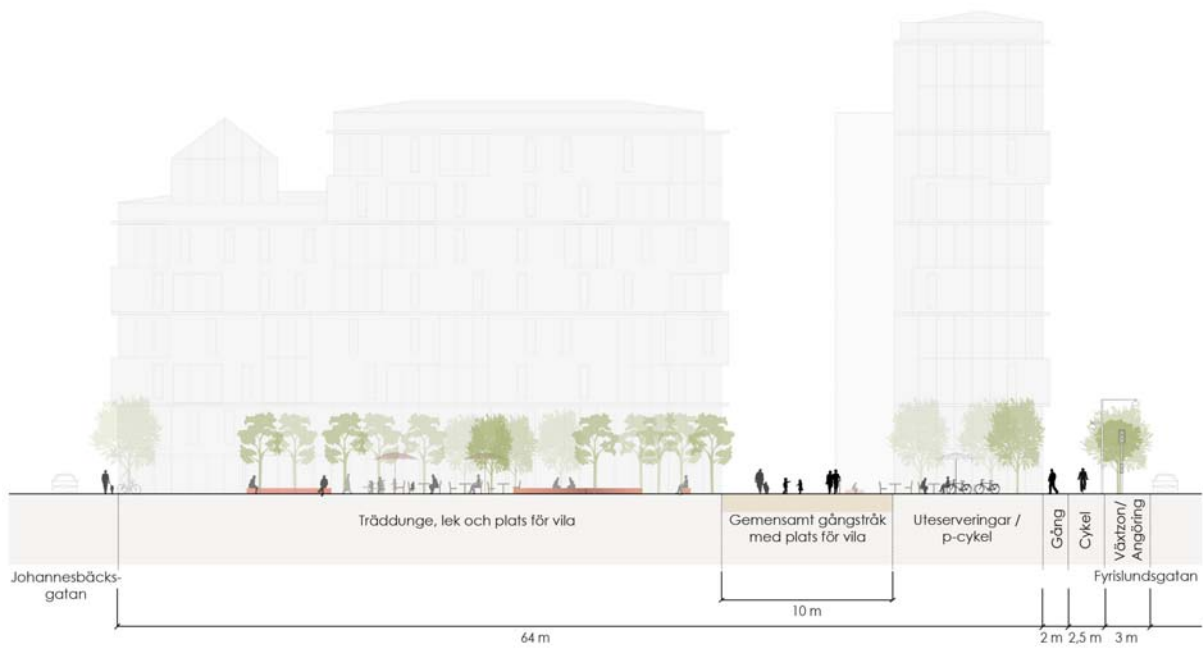 Träddunge, lek och plats för vila
Gemensamt gångstråk
med plats för vila
Uteserveringar /
p-cykel
Gång
Cykel
Växtzon/
Angöring
Johannesbäcks-
gatan
Fyrislundsgatan
10 m
64 m
2 m
2,5 m
3 m